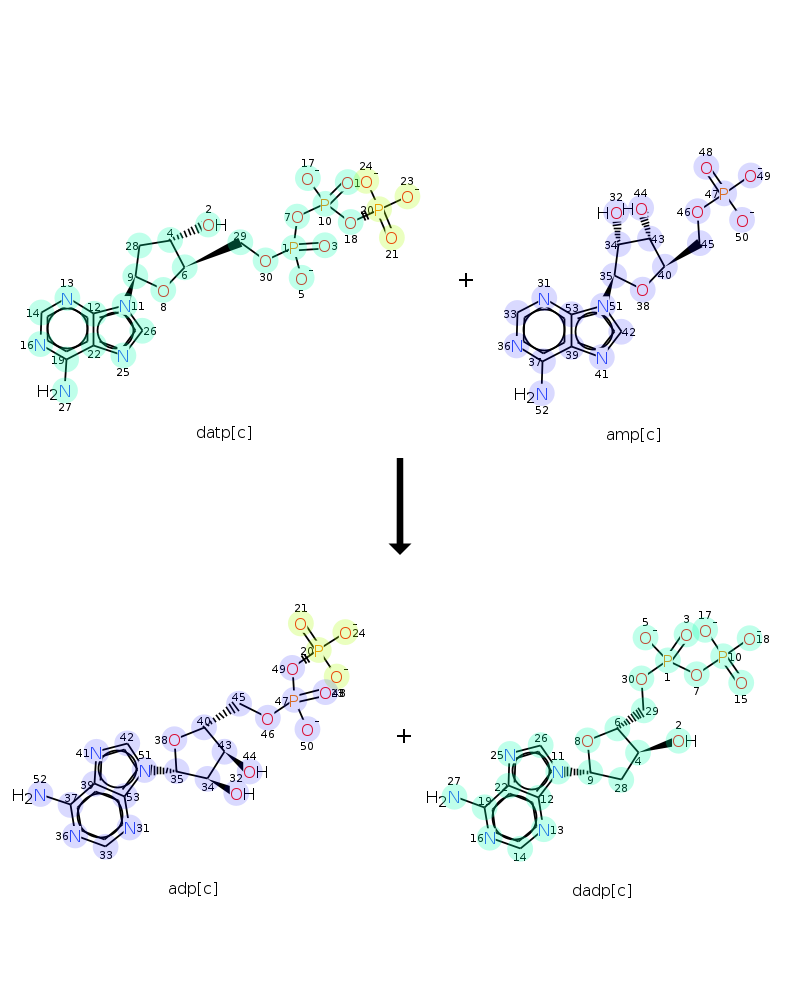 17
24
23
O-
O
1
O-
O-
P
10
P
20
2
OH
7
O
O
18
O
21
4
28
29
P
O
3
6
O
30
O-
5
9
O
8
13
N
14
12
N
11
16
N
19
22
26
N
25
H2N
27
datp[c]
+
48
O
47
P
O-
49
32
44
HO
HO
46
O
O-
50
34
43
45
35
40
O
38
31
N
33
53
N
51
36
N
37
39
42
N
41
H2N
52
amp[c]
21
O
O-
24
20
P
49
O
O-
45
47
P
O
O
46
O-
50
40
38
O
42
41
N
43
51
N
44
OH
35
34
32
OH
52
H2N
39
37
53
36
N
N
31
33
adp[c]
+
5
3
17
O-
O
O-
O-
18
P
1
P
10
30
O
O
7
O
15
29
6
2
OH
8
O
26
25
N
4
11
N
9
28
27
H2N
22
19
12
16
N
N
13
14
dadp[c]